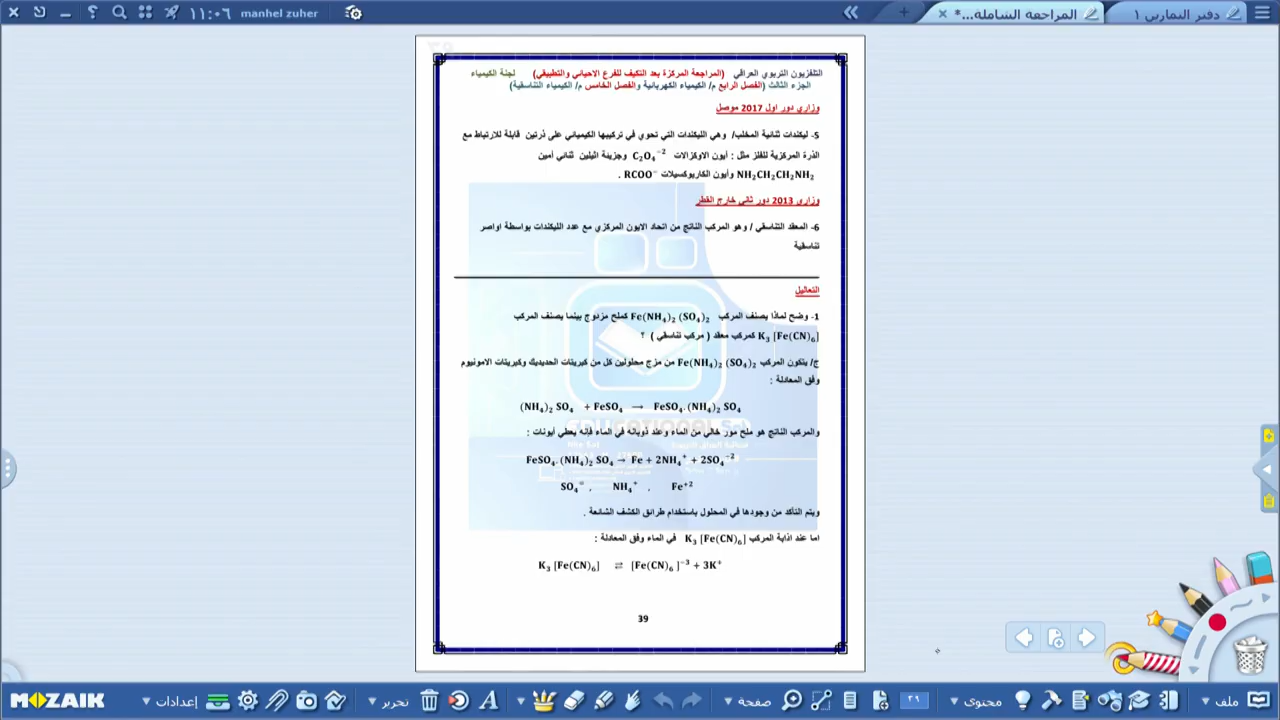 manhel zuher ١١:٠٦
المراجعة الشاملة...*
دفتر التمارين ١
التلفزيون التربوي العراقي (المراجعة المركزة بعد التكيف للفرع الاحيائي والتطبيقي) لجنة الكيمياء
الجزء الثالث (الفصل الرابع م/ الكيمياء الكهربائية والفصل الخامس م/ الكيمياء التناسقية)
وزاري دور اول 2017 موصل
5- ليكندات ثنائية المخلب/ وهي الليكندات التي تحوي في تركيبها الكيميائي على ذرتين قابلة للارتباط مع
الذرة المركزية للفلز مثل : أيون الاوكزالات C₂O₄⁻² وجزيئة اثيلين ثنائي أمين
NH₂CH₂CH₂NH₂ وأيون الكاربوكسيلات RCOO⁻ .
وزاري 2013 دور ثاني خارج القطر
6- المعقد التناسقي / وهو المركب الناتج من اتحاد الايون المركزي مع عدد الليكندات بواسطة اواصر
تناسقية
التعاليل
1- وضح لماذا يصنف المركب Fe(NH₄)₂ (SO₄)₂ كملح مزدوج بينما يصنف المركب
K₃ [Fe(CN)₆] كمركب معقد ( مركب تناسقي ) ؟
ج/ يتكون المركب Fe(NH₄)₂ (SO₄)₂ من مزج محلولين كل من كبريتات الحديديك وكبريتات الامونيوم
وفق المعادلة :
(NH₄)₂ SO₄ + FeSO₄ → FeSO₄.(NH₄)₂ SO₄
والمركب الناتج هو ملح مور خالي من الماء وعند ذوبانه في الماء فإنه يعطي أيونات :
FeSO₄.(NH₄)₂ SO₄ → Fe + 2NH₄⁺ + 2SO₄⁻²
SO₄⁼ , NH₄⁺ , Fe⁺²
ويتم التأكد من وجودها في المحلول باستخدام طرائق الكشف الشائعة .
اما عند اذابة المركب K₃ [Fe(CN)₆] في الماء وفق المعادلة :
K₃ [Fe(CN)₆] ⇄ [Fe(CN)₆ ]⁻³ + 3K⁺
39
MOZAIK
إعدادات
تحرير
صفحة
٣٩
محتوى
ملف